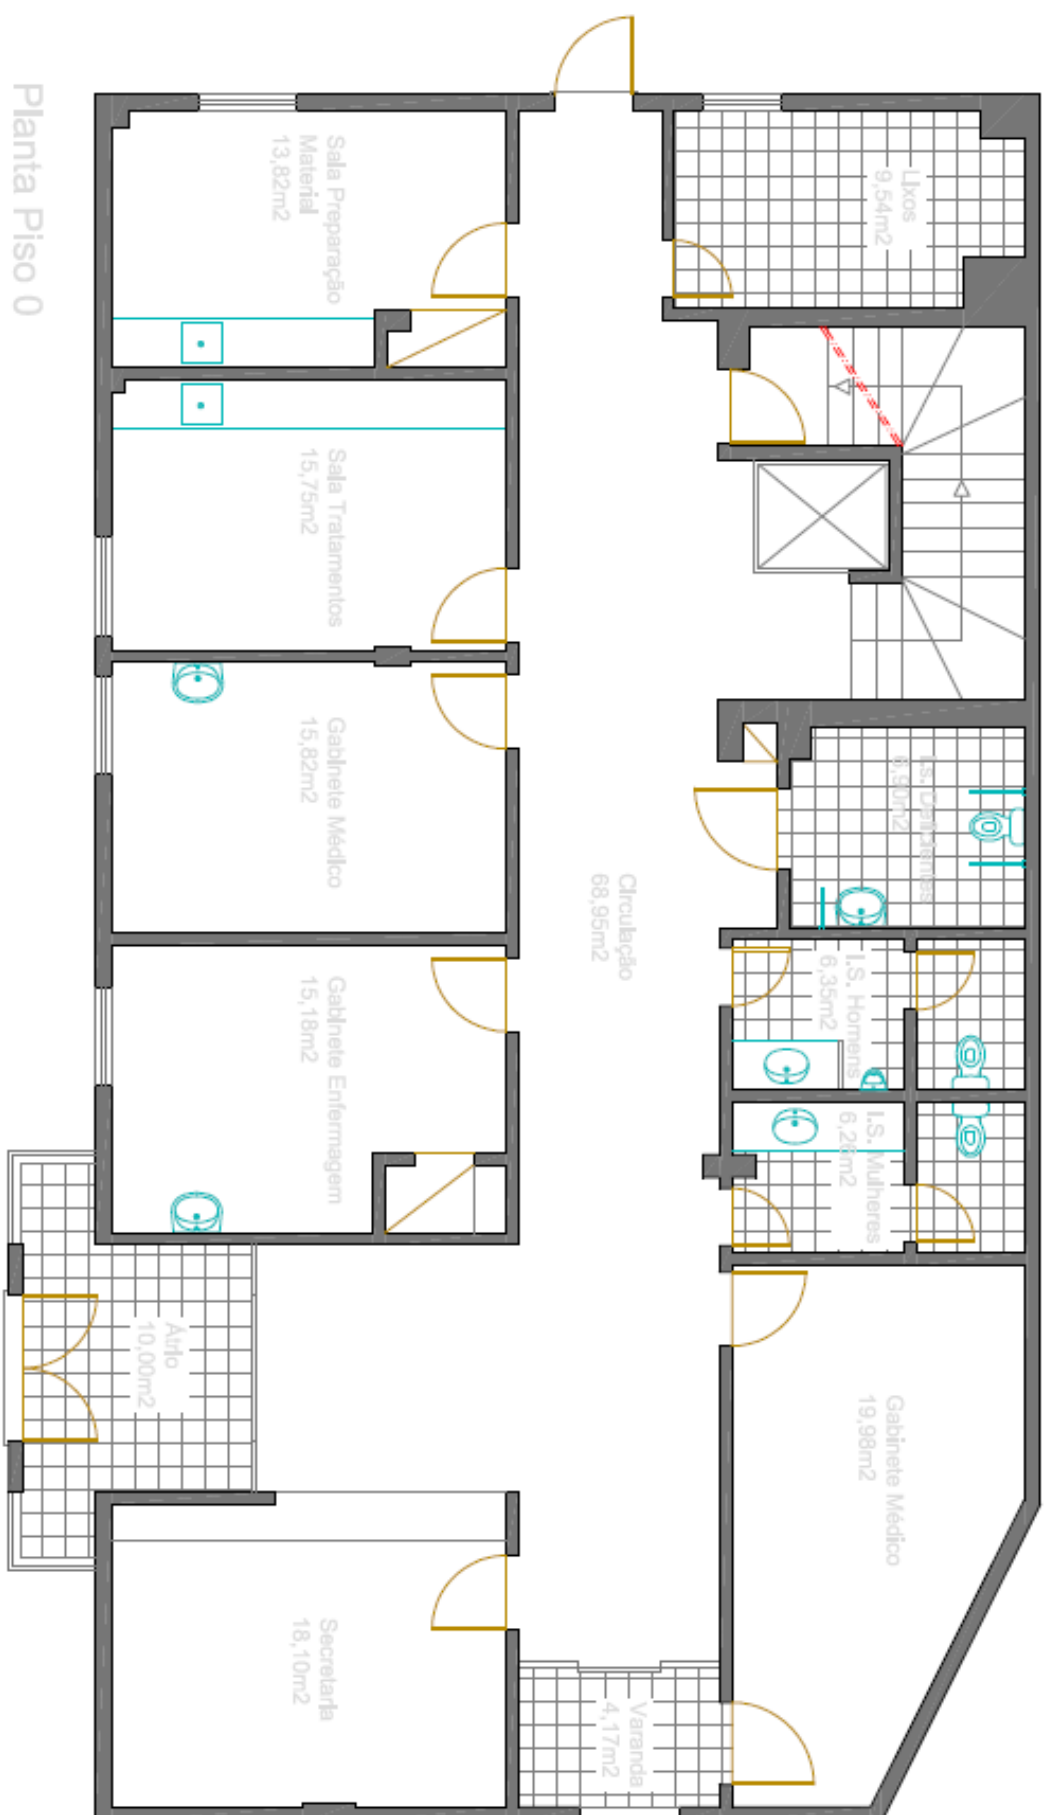 Planta Piso 0
Sala Preparação
Material
13,82m2
Lixos
9,54m2
Sala Tratamentos
15,75m2
Gabinete Médico
15,82m2
I.s. Deficientes
6,90m2
Circulação
68,95m2
Gabinete Enfermagem
15,18m2
I.S. Homens
6,35m2
I.S. Mulheres
6,26m2
Átrio
10,00m2
Gabinete Médico
19,98m2
Secretaria
18,10m2
Varanda
4,17m2